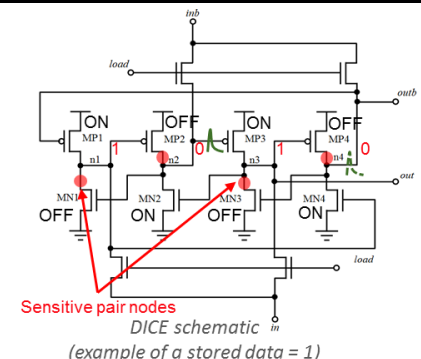 inb
load
outb
ON
OFF
OFF
ON
MP1
MP2
MP3
MP4
1
0
1
0
n1
n2
n3
n4
out
MN1
MN2
MN3
MN4
OFF
ON
OFF
ON
load
Sensitive pair nodes
in
DICE schematic
(example of a stored data = 1)